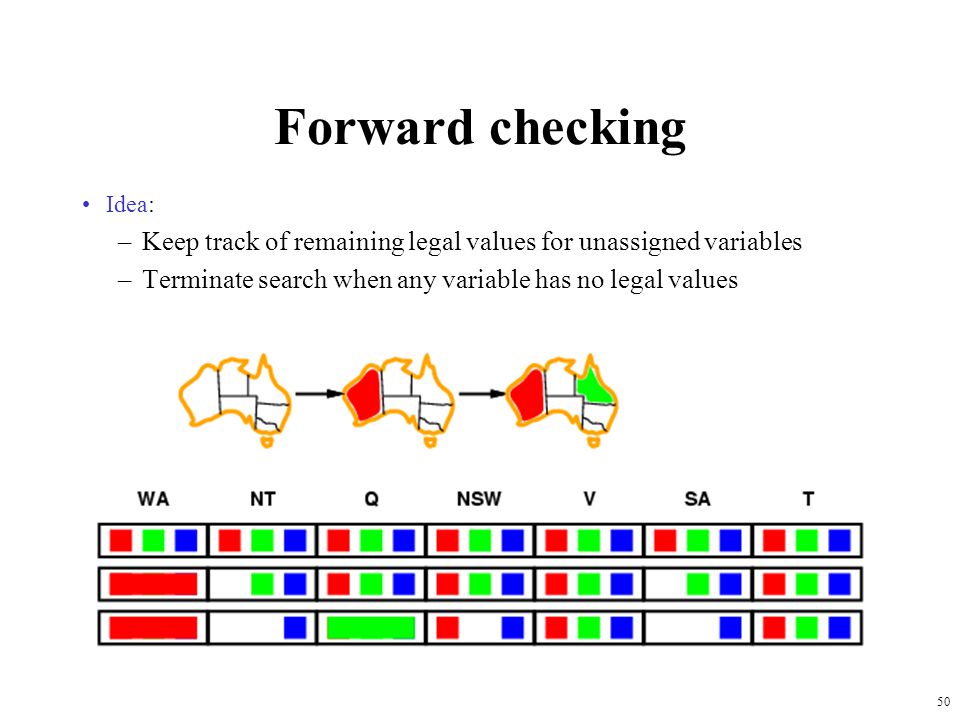 Forward checking
• Idea:
– Keep track of remaining legal values for unassigned variables
– Terminate search when any variable has no legal values
WA NT Q NSW V SA T
50